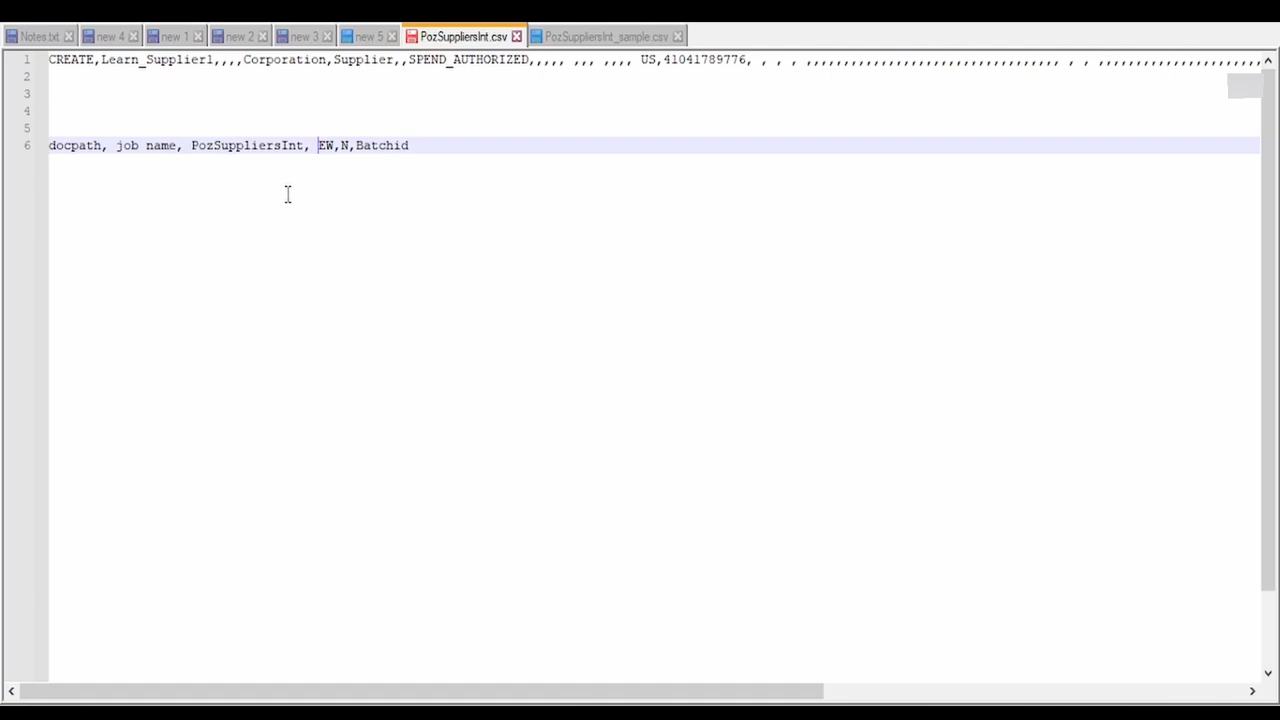 Notes.txt new 4 new 1 new 2 new 3 new 5 PozSuppliersInt.csv PozSuppliersInt_sample.csv
1 CREATE,Learn_Supplier1,,,Corporation,Supplier,,SPEND_AUTHORIZED,,,,, ,,, ,,,, US,41041789776, , , , ,,,,,,,,,,,,,,,,,,,,,,,,,,,,,,,,,, , , ,,,,,,,,,,,,,,,,,,,,,,
2
3
4
5
6 docpath, job name, PozSuppliersInt, EW,N,Batchid